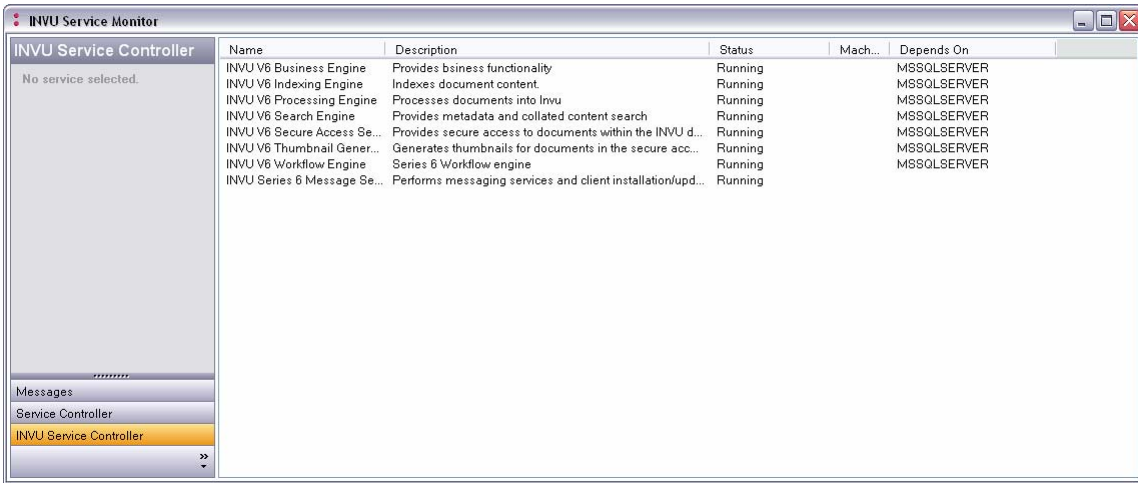 INVU Service Monitor
INVU Service Controller
No service selected.
Name Description Status Mach... Depends On
INVU V6 Business Engine Provides bsiness functionality Running MSSQLSERVER
INVU V6 Indexing Engine Indexes document content. Running MSSQLSERVER
INVU V6 Processing Engine Processes documents into Invu Running MSSQLSERVER
INVU V6 Search Engine Provides metadata and collated content search Running MSSQLSERVER
INVU V6 Secure Access Se... Provides secure access to documents within the INVU d... Running MSSQLSERVER
INVU V6 Thumbnail Gener... Generates thumbnails for documents in the secure acc... Running MSSQLSERVER
INVU V6 Workflow Engine Series 6 Workflow engine Running MSSQLSERVER
INVU Series 6 Message Se... Performs messaging services and client installation/upd... Running
Messages
Service Controller
INVU Service Controller